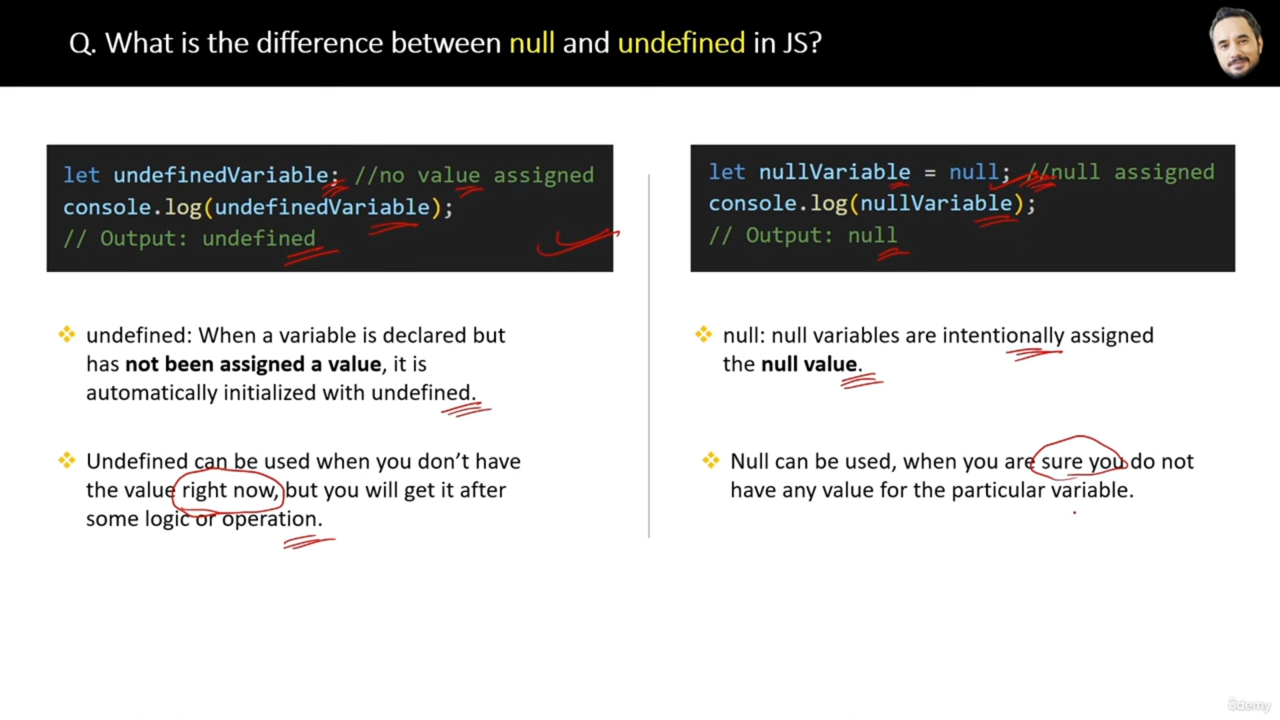 Q. What is the difference between null and undefined in JS?
let undefinedVariable; //no value assigned
console.log(undefinedVariable);
// Output: undefined
undefined: When a variable is declared but
has not been assigned a value, it is
automatically initialized with undefined.
Undefined can be used when you don’t have
the value right now, but you will get it after
some logic or operation.
let nullVariable = null; //null assigned
console.log(nullVariable);
// Output: null
null: null variables are intentionally assigned
the null value.
Null can be used, when you are sure you do not
have any value for the particular variable.
ûdemy